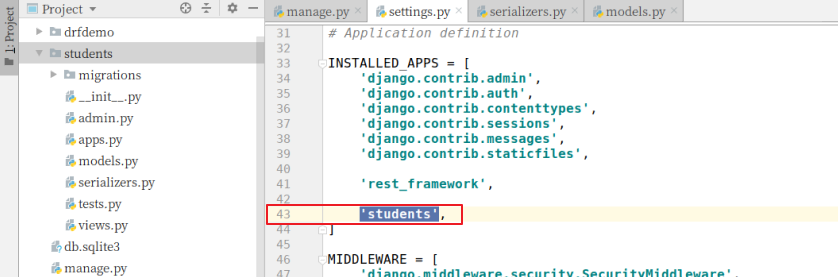 1: Project
Project
drfdemo
students
migrations
__init__.py
admin.py
apps.py
models.py
serializers.py
tests.py
views.py
db.sqlite3
manage.py
manage.py settings.py serializers.py models.py
31 # Application definition
32
33 INSTALLED_APPS = [
34 'django.contrib.admin',
35 'django.contrib.auth',
36 'django.contrib.contenttypes',
37 'django.contrib.sessions',
38 'django.contrib.messages',
39 'django.contrib.staticfiles',
40
41 'rest_framework',
42
43 'students',
44 ]
45
46 MIDDLEWARE = [
47 'django.middleware.security.SecurityMiddleware',